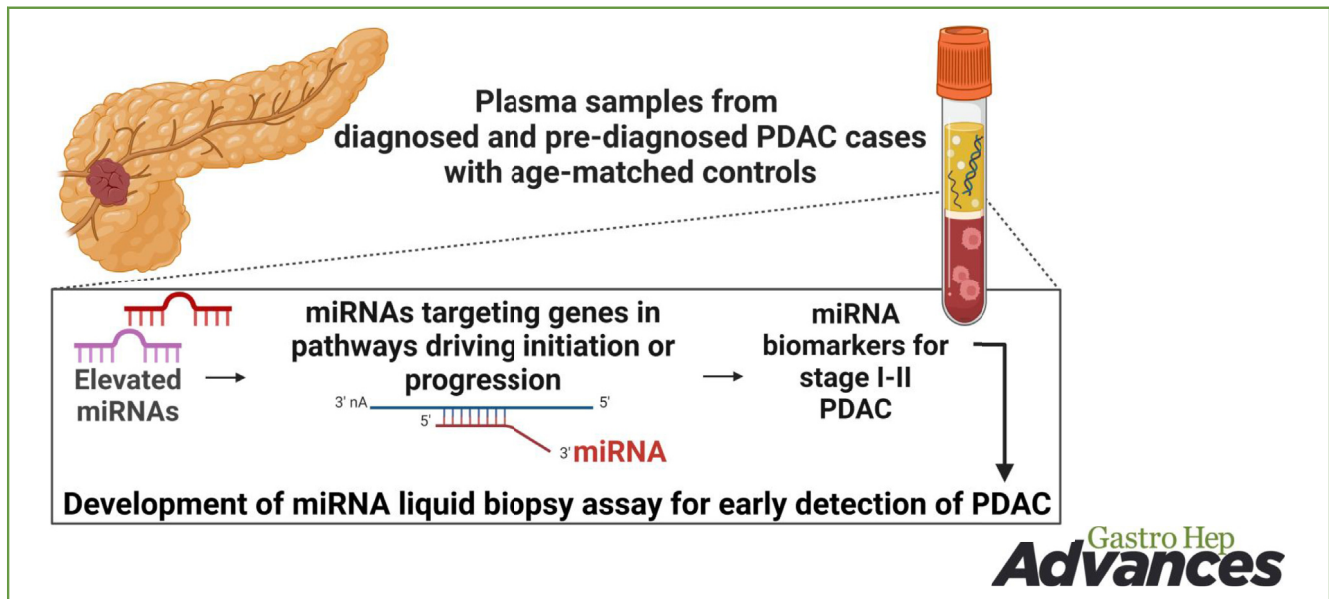 Plasma samples from
diagnosed and pre-diagnosed PDAC cases
with age-matched controls
Elevated
miRNAs
miRNAs targeting genes in
pathways driving initiation or
progression
3' nA 5'
5'
3' miRNA
miRNA
biomarkers for
stage I-II
PDAC
Development of miRNA liquid biopsy assay for early detection of PDAC
Gastro Hep
Advances